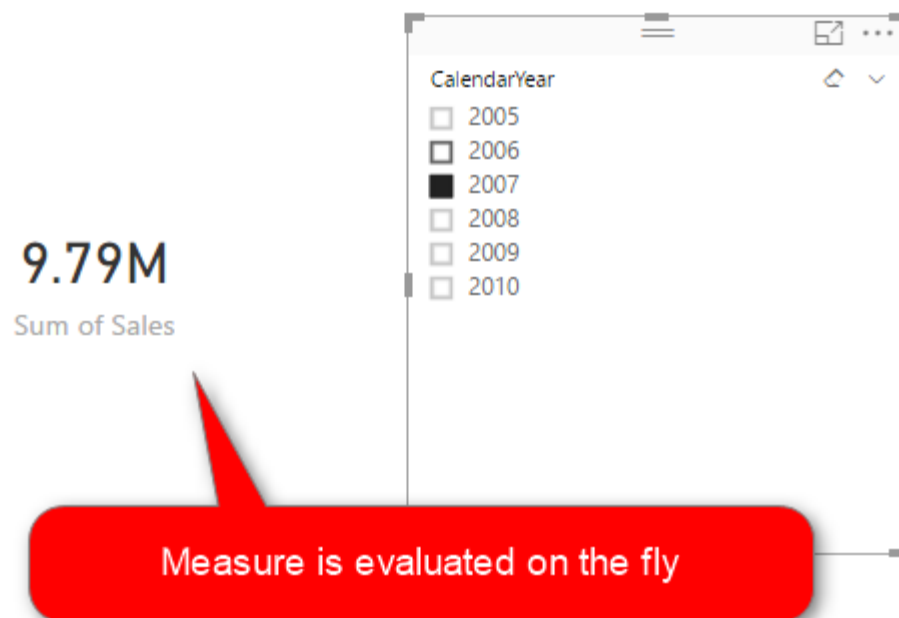 CalendarYear
2005
2006
2007
2008
2009
2010
9.79M
Sum of Sales
Measure is evaluated on the fly